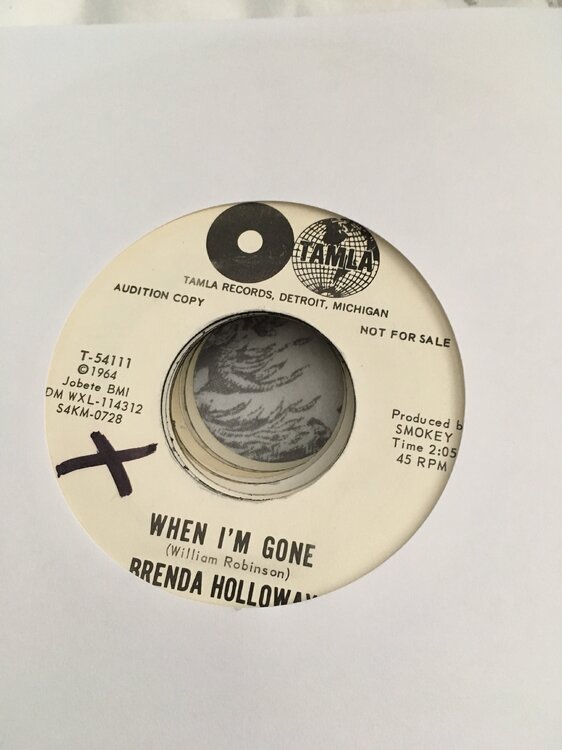 TAMLA
TAMLA RECORDS, DETROIT, MICHIGAN
AUDITION COPY
NOT FOR SALE
T-54111
©1964
Jobete BMI
DM WXL-114312
S4KM-0728
Produced b
SMOKEY
Time 2:05
45 RPM
WHEN I'M GONE
(William Robinson)
BRENDA HOLLOWAY